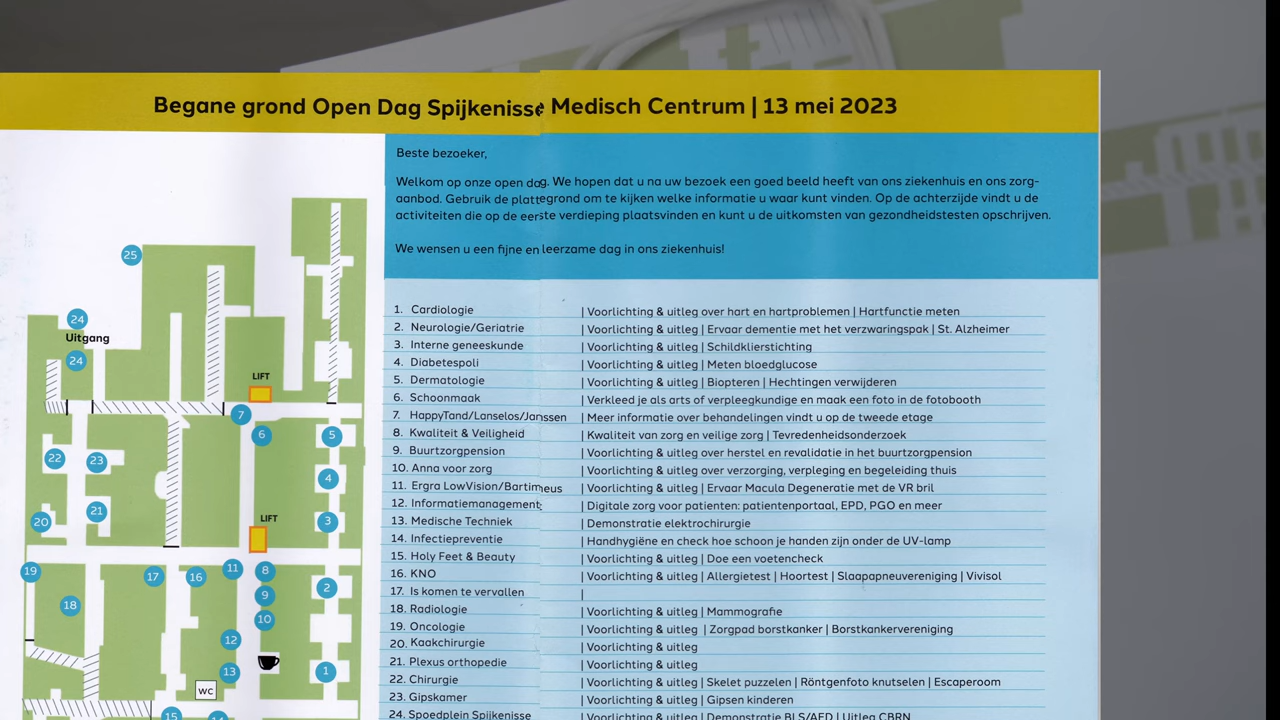 Begane grond Open Dag Spijkenisse Medisch Centrum | 13 mei 2023
Beste bezoeker,
Welkom op onze open dag. We hopen dat u na uw bezoek een goed beeld heeft van ons ziekenhuis en ons zorg-
aanbod. Gebruik de plattegrond om te kijken welke informatie u waar kunt vinden. Op de achterzijde vindt u de
activiteiten die op de eerste verdieping plaatsvinden en kunt u de uitkomsten van gezondheidstesten opschrijven.
We wensen u een fijne en leerzame dag in ons ziekenhuis!
25
24
Uitgang
24
LIFT
7
6
5
22
23
4
20
21
3
LIFT
19
17
16
11
8
18
9
2
10
12
13
1
WC
15
14
1. Cardiologie | Voorlichting & uitleg over hart en hartproblemen | Hartfunctie meten
2. Neurologie/Geriatrie | Voorlichting & uitleg | Ervaar dementie met het verzwaringspak | St. Alzheimer
3. Interne geneeskunde | Voorlichting & uitleg | Schildklierstichting
4. Diabetespoli | Voorlichting & uitleg | Meten bloedglucose
5. Dermatologie | Voorlichting & uitleg | Biopteren | Hechtingen verwijderen
6. Schoonmaak | Verkleed je als arts of verpleegkundige en maak een foto in de fotobooth
7. HappyTand/Lanselos/Janssen | Meer informatie over behandelingen vindt u op de tweede etage
8. Kwaliteit & Veiligheid | Kwaliteit van zorg en veilige zorg | Tevredenheidsonderzoek
9. Buurtzorgpension | Voorlichting & uitleg over herstel en revalidatie in het buurtzorgpension
10. Anna voor zorg | Voorlichting & uitleg over verzorging, verpleging en begeleiding thuis
11. Ergra LowVision/Bartimeus | Voorlichting & uitleg | Ervaar Macula Degeneratie met de VR bril
12. Informatiemanagement | Digitale zorg voor patienten: patientenportaal, EPD, PGO en meer
13. Medische Techniek | Demonstratie elektrochirurgie
14. Infectiepreventie | Handhygiëne en check hoe schoon je handen zijn onder de UV-lamp
15. Holy Feet & Beauty | Voorlichting & uitleg | Doe een voetencheck
16. KNO | Voorlichting & uitleg | Allergietest | Hoortest | Slaapapneuvereniging | Vivisol
17. Is komen te vervallen |
18. Radiologie | Voorlichting & uitleg | Mammografie
19. Oncologie | Voorlichting & uitleg | Zorgpad borstkanker | Borstkankervereniging
20. Kaakchirurgie | Voorlichting & uitleg
21. Plexus orthopedie | Voorlichting & uitleg
22. Chirurgie | Voorlichting & uitleg | Skelet puzzelen | Röntgenfoto knutselen | Escaperoom
23. Gipskamer | Voorlichting & uitleg | Gipsen kinderen
24. Spoedplein Spijkenisse | Voorlichting & uitleg | Demonstratie BLS/AED | Uitleg CBRN